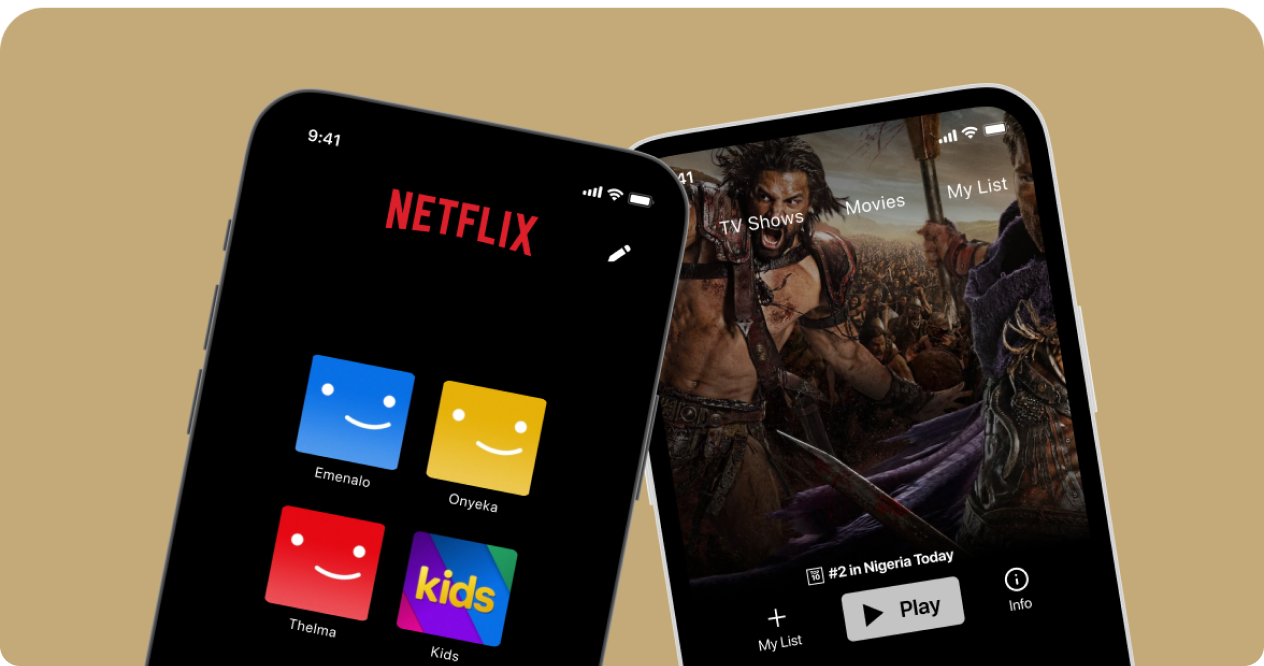 9:41
NETFLIX
Emenalo
Onyeka
Thelma
kids
Kids
41
TV Shows
Movies
My List
TOP
10
#2 in Nigeria Today
My List
Play
Info